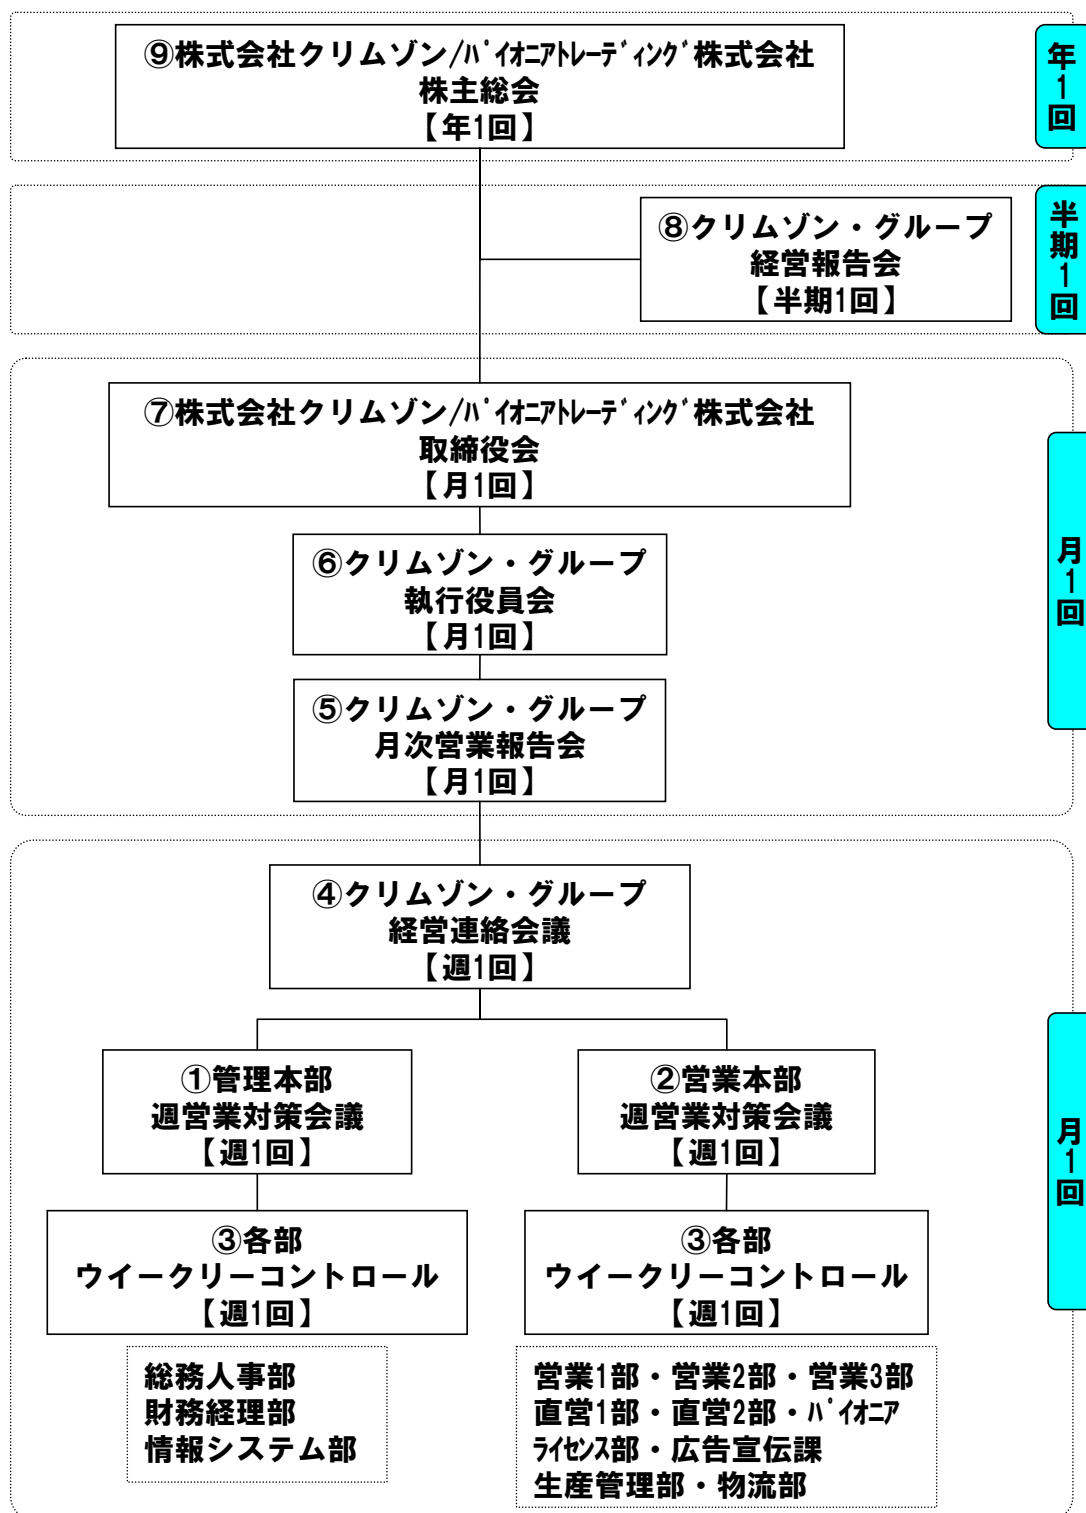 ⑨株式会社クリムゾン/ﾊﾟｲｵﾆｱﾄﾚｰﾃﾞｨﾝｸﾞ株式会社
株主総会
【年1回】
年1回
⑧クリムゾン・グループ
経営報告会
【半期1回】
半期1回
⑦株式会社クリムゾン/ﾊﾟｲｵﾆｱﾄﾚｰﾃﾞｨﾝｸﾞ株式会社
取締役会
【月1回】
⑥クリムゾン・グループ
執行役員会
【月1回】
⑤クリムゾン・グループ
月次営業報告会
【月1回】
月1回
④クリムゾン・グループ
経営連絡会議
【週1回】
①管理本部
週営業対策会議
【週1回】
②営業本部
週営業対策会議
【週1回】
月1回
③各部
ウイークリーコントロール
【週1回】
③各部
ウイークリーコントロール
【週1回】
総務人事部
財務経理部
情報システム部
営業1部・営業2部・営業3部
直営1部・直営2部・ﾊﾟｲｵﾆｱ
ﾗｲｾﾝｽ部・広告宣伝課
生産管理部・物流部